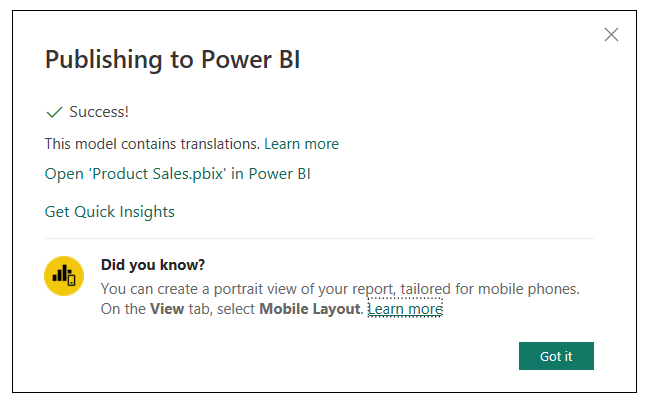 Publishing to Power BI
Success!
This model contains translations. Learn more
Open 'Product Sales.pbix' in Power BI
Get Quick Insights
Did you know?
You can create a portrait view of your report, tailored for mobile phones.
On the View tab, select Mobile Layout. Learn more
Got it